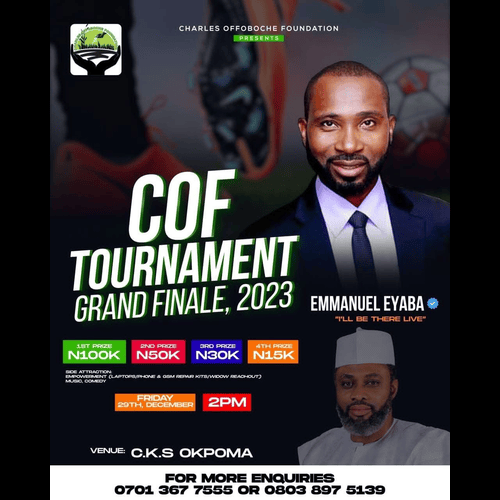 CHARLES OFFOBOCHE FOUNDATION
PRESENTS
COF
TOURNAMENT
GRAND FINALE, 2023
EMMANUEL EYABA
"I'LL BE THERE LIVE"
1ST PRIZE
N100K
2ND PRIZE
N50K
3RD PRIZE
N30K
4TH PRIZE
N15K
SIDE ATTRACTION:
EMPOWERMENT (LAPTOPS/PHONE & GSM REPAIR KITS/WIDOW REACHOUT)
MUSIC, COMEDY
FRIDAY
29TH, DECEMBER
2PM
VENUE: C.K.S OKPOMA
FOR MORE ENQUIRIES
0701 367 7555 OR 0803 897 5139